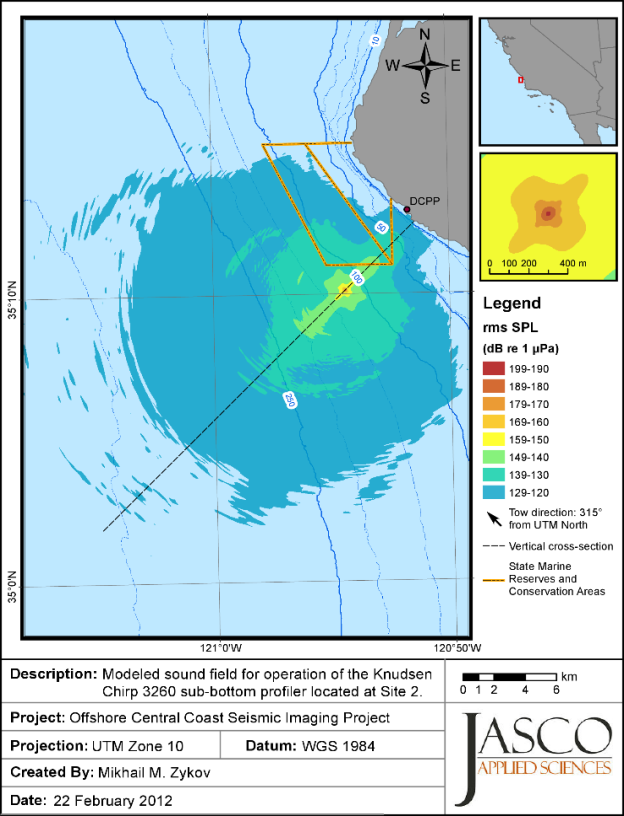 10
N
W E
S
DCPP
50
100
250
35°10'N
35°0'N
121°0'W
120°50'W
0 100 200 400 m
Legend
rms SPL
(dB re 1 µPa)
199-190
189-180
179-170
169-160
159-150
149-140
139-130
129-120
Tow direction: 315°
from UTM North
Vertical cross-section
State Marine
Reserves and
Conservation Areas
Description: Modeled sound field for operation of the Knudsen
Chirp 3260 sub-bottom profiler located at Site 2.
Project: Offshore Central Coast Seismic Imaging Project
Projection: UTM Zone 10 Datum: WGS 1984
Created By: Mikhail M. Zykov
Date: 22 February 2012
km
0 1 2 4 6
JASCO
APPLIED SCIENCES